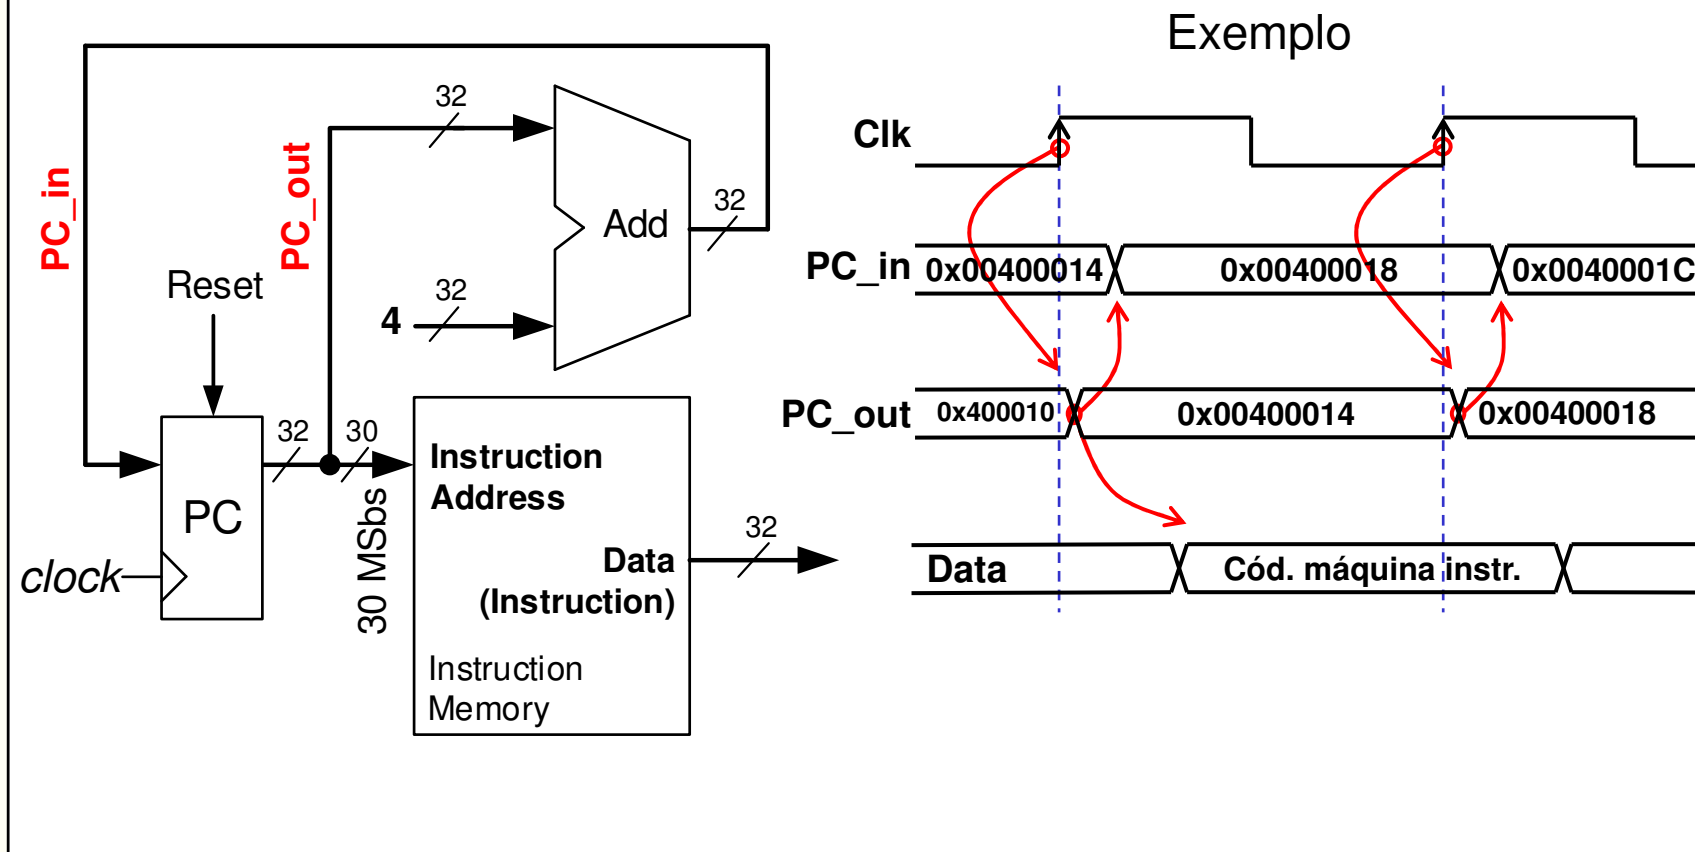 Exemplo
32
PC_in
PC_out
Add
32
32
4
Reset
32
30
PC
clock
30 MSbs
Instruction
Address
Data
(Instruction)
32
Instruction
Memory
Clk
PC_in
0x00400014
0x00400018
0x0040001C
PC_out
0x400010
0x00400014
0x00400018
Data
Cód. máquina instr.